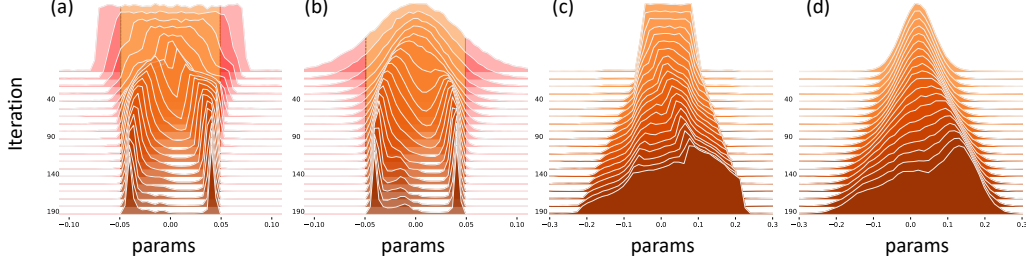 (a) (b) (c) (d)
Iteration
40 40 40 40
90 90 90 90
140 140 140 140
190 190 190 190
−0.10 −0.05 0.00 0.05 0.10 −0.10 −0.05 0.00 0.05 0.10 −0.3 −0.2 −0.1 0.0 0.1 0.2 0.3 −0.3 −0.2 −0.1 0.0 0.1 0.2 0.3
params params params params